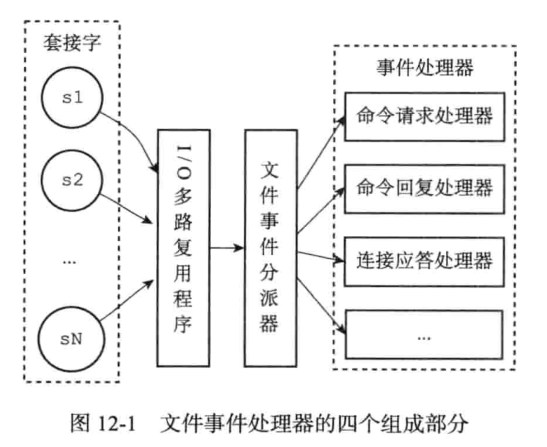 套接字
s1
s2
...
sN
I/O多路复用程序
文件事件分派器
事件处理器
命令请求处理器
命令回复处理器
连接应答处理器
...
图 12-1 文件事件处理器的四个组成部分